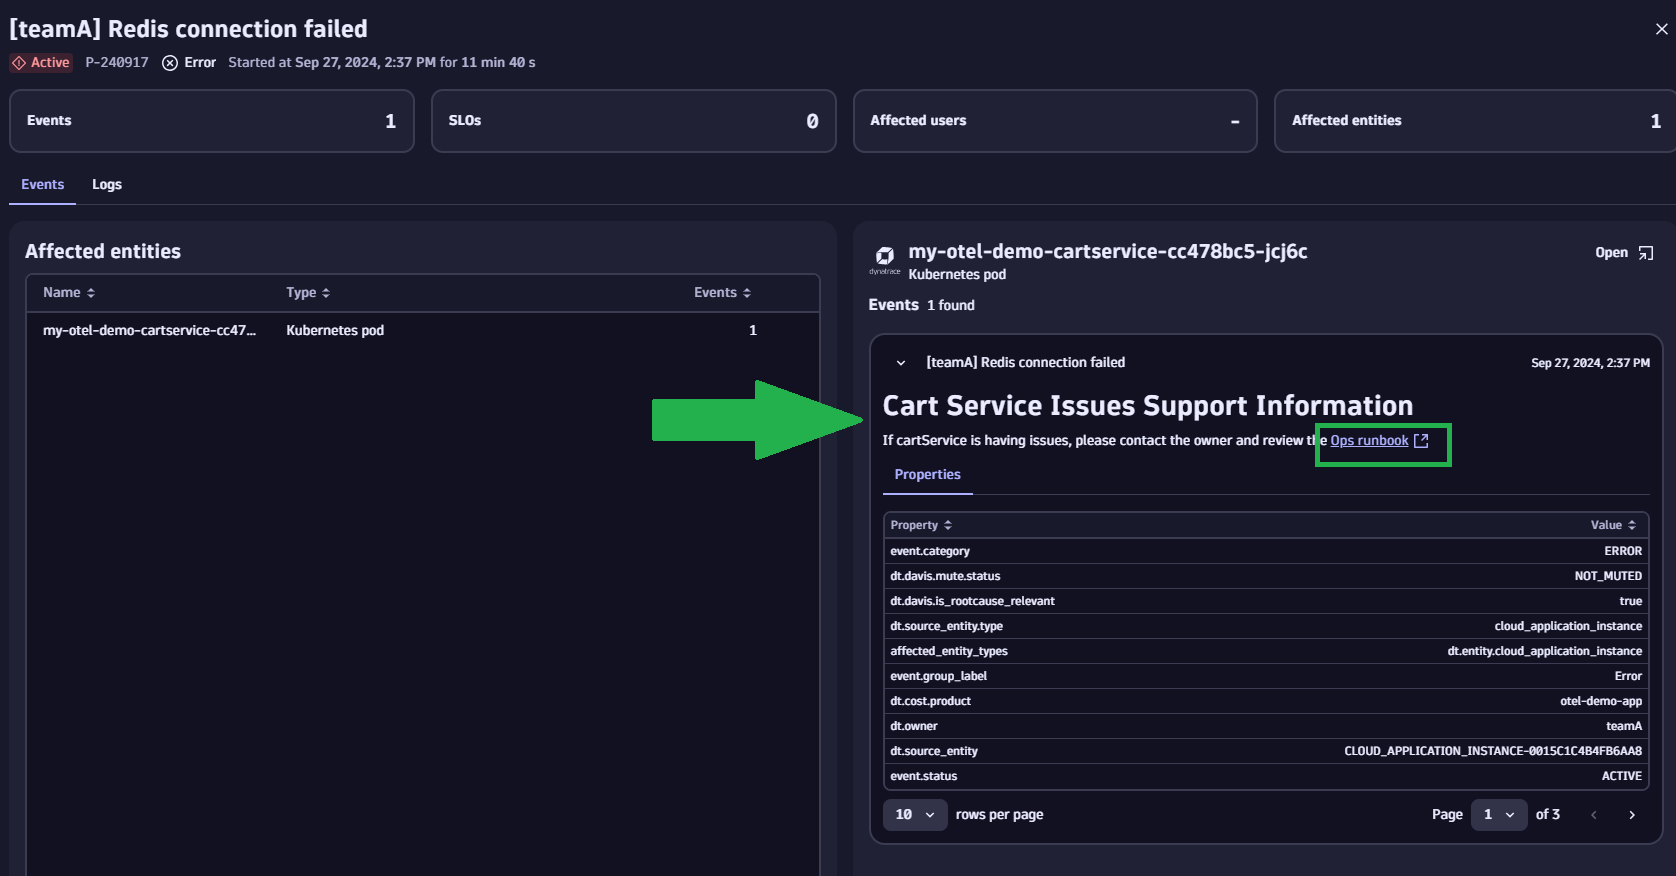 [teamA] Redis connection failed
Active P-240917 Error Started at Sep 27, 2024, 2:37 PM for 11 min 40 s
Events 1
SLOs 0
Affected users -
Affected entities 1
Events Logs
Affected entities
Name Type Events
my-otel-demo-cartservice-cc47... Kubernetes pod 1
dynatrace
my-otel-demo-cartservice-cc478bc5-jcj6c
Open
Kubernetes pod
Events 1 found
[teamA] Redis connection failed Sep 27, 2024, 2:37 PM
Cart Service Issues Support Information
If cartService is having issues, please contact the owner and review the Ops runbook
Properties
Property Value
event.category ERROR
dt.davis.mute.status NOT_MUTED
dt.davis.is_rootcause_relevant true
dt.source_entity.type cloud_application_instance
affected_entity_types dt.entity.cloud_application_instance
event.group_label Error
dt.cost.product otel-demo-app
dt.owner teamA
dt.source_entity CLOUD_APPLICATION_INSTANCE-0015C1C4B4FB6AA8
event.status ACTIVE
10 rows per page Page 1 of 3